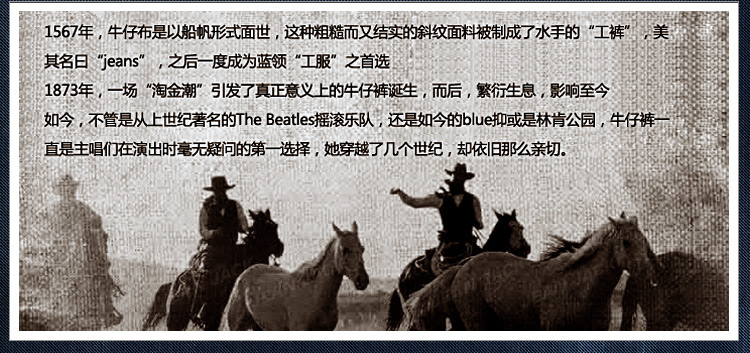 1567年，牛仔布是以船帆形式面世，这种粗糙而又结实的斜纹面料被制成了水手的“工裤”，美
其名曰“jeans”，之后一度成为蓝领“工服”之首选
1873年，一场“淘金潮”引发了真正意义上的牛仔裤诞生，而后，繁衍生息，影响至今
如今，不管是从上世纪著名的The Beatles摇滚乐队，还是如今的blue抑或是林肯公园，牛仔裤一
直是主唱们在演出时毫无疑问的第一选择，她穿越了几个世纪，却依旧那么亲切。